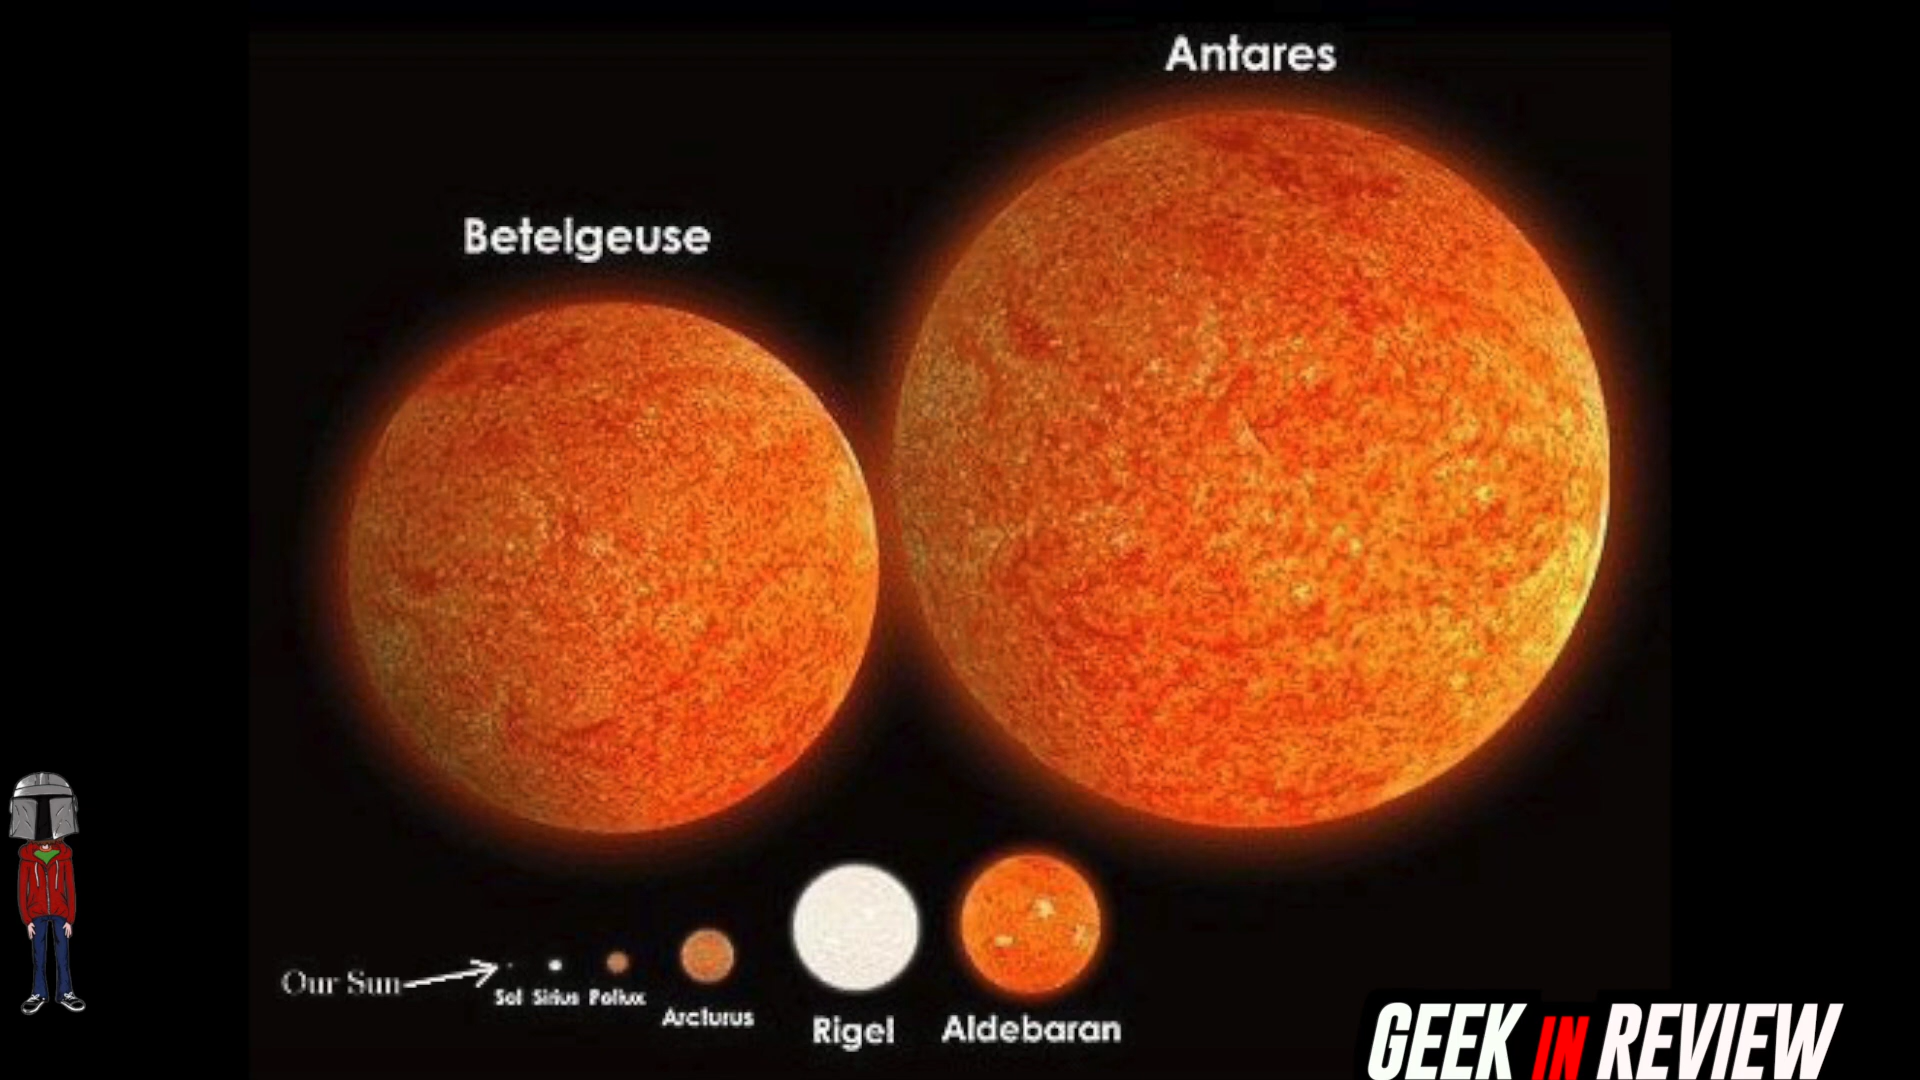 Antares
Betelgeuse
Our Sun
Sol Sirius Pollux
Arcturus
Rigel
Aldebaran
GEEK IN REVIEW